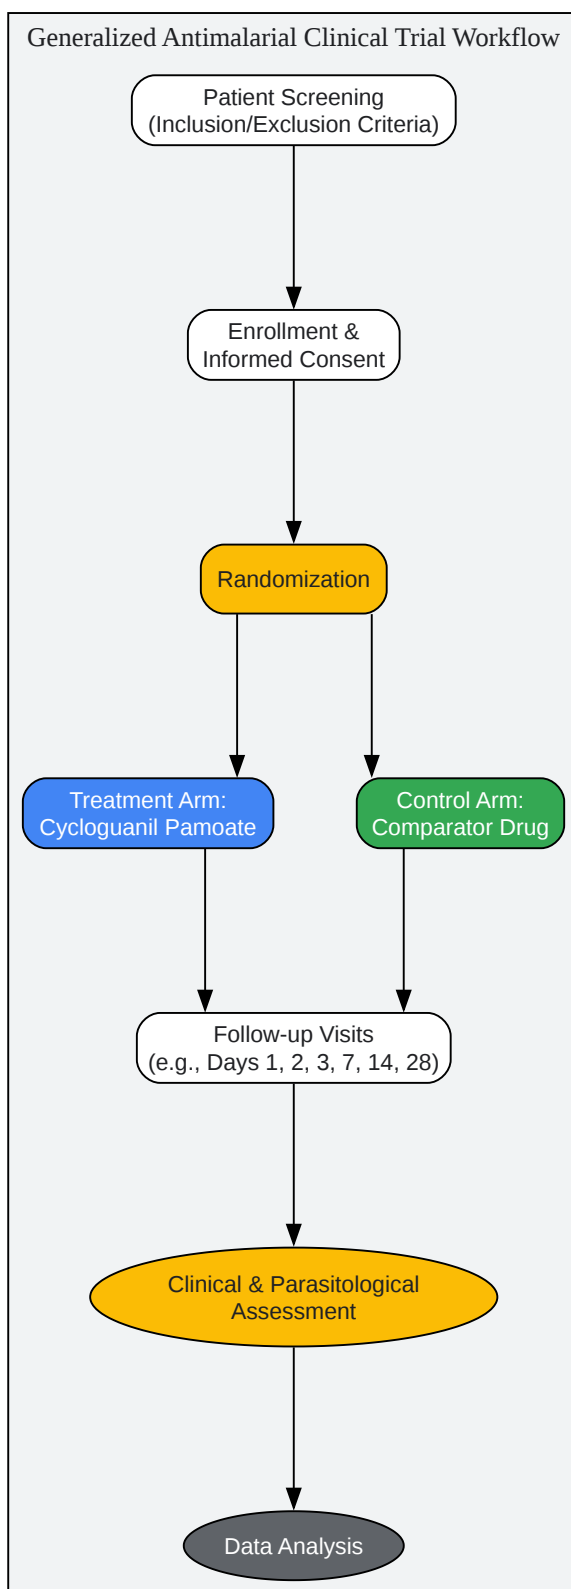 Generalized Antimalarial Clinical Trial Workflow
Patient Screening
(Inclusion/Exclusion Criteria)
Enrollment &
Informed Consent
Randomization
Treatment Arm:
Cycloguanil Pamoate
Control Arm:
Comparator Drug
Follow-up Visits
(e.g., Days 1, 2, 3, 7, 14, 28)
Clinical & Parasitological
Assessment
Data Analysis